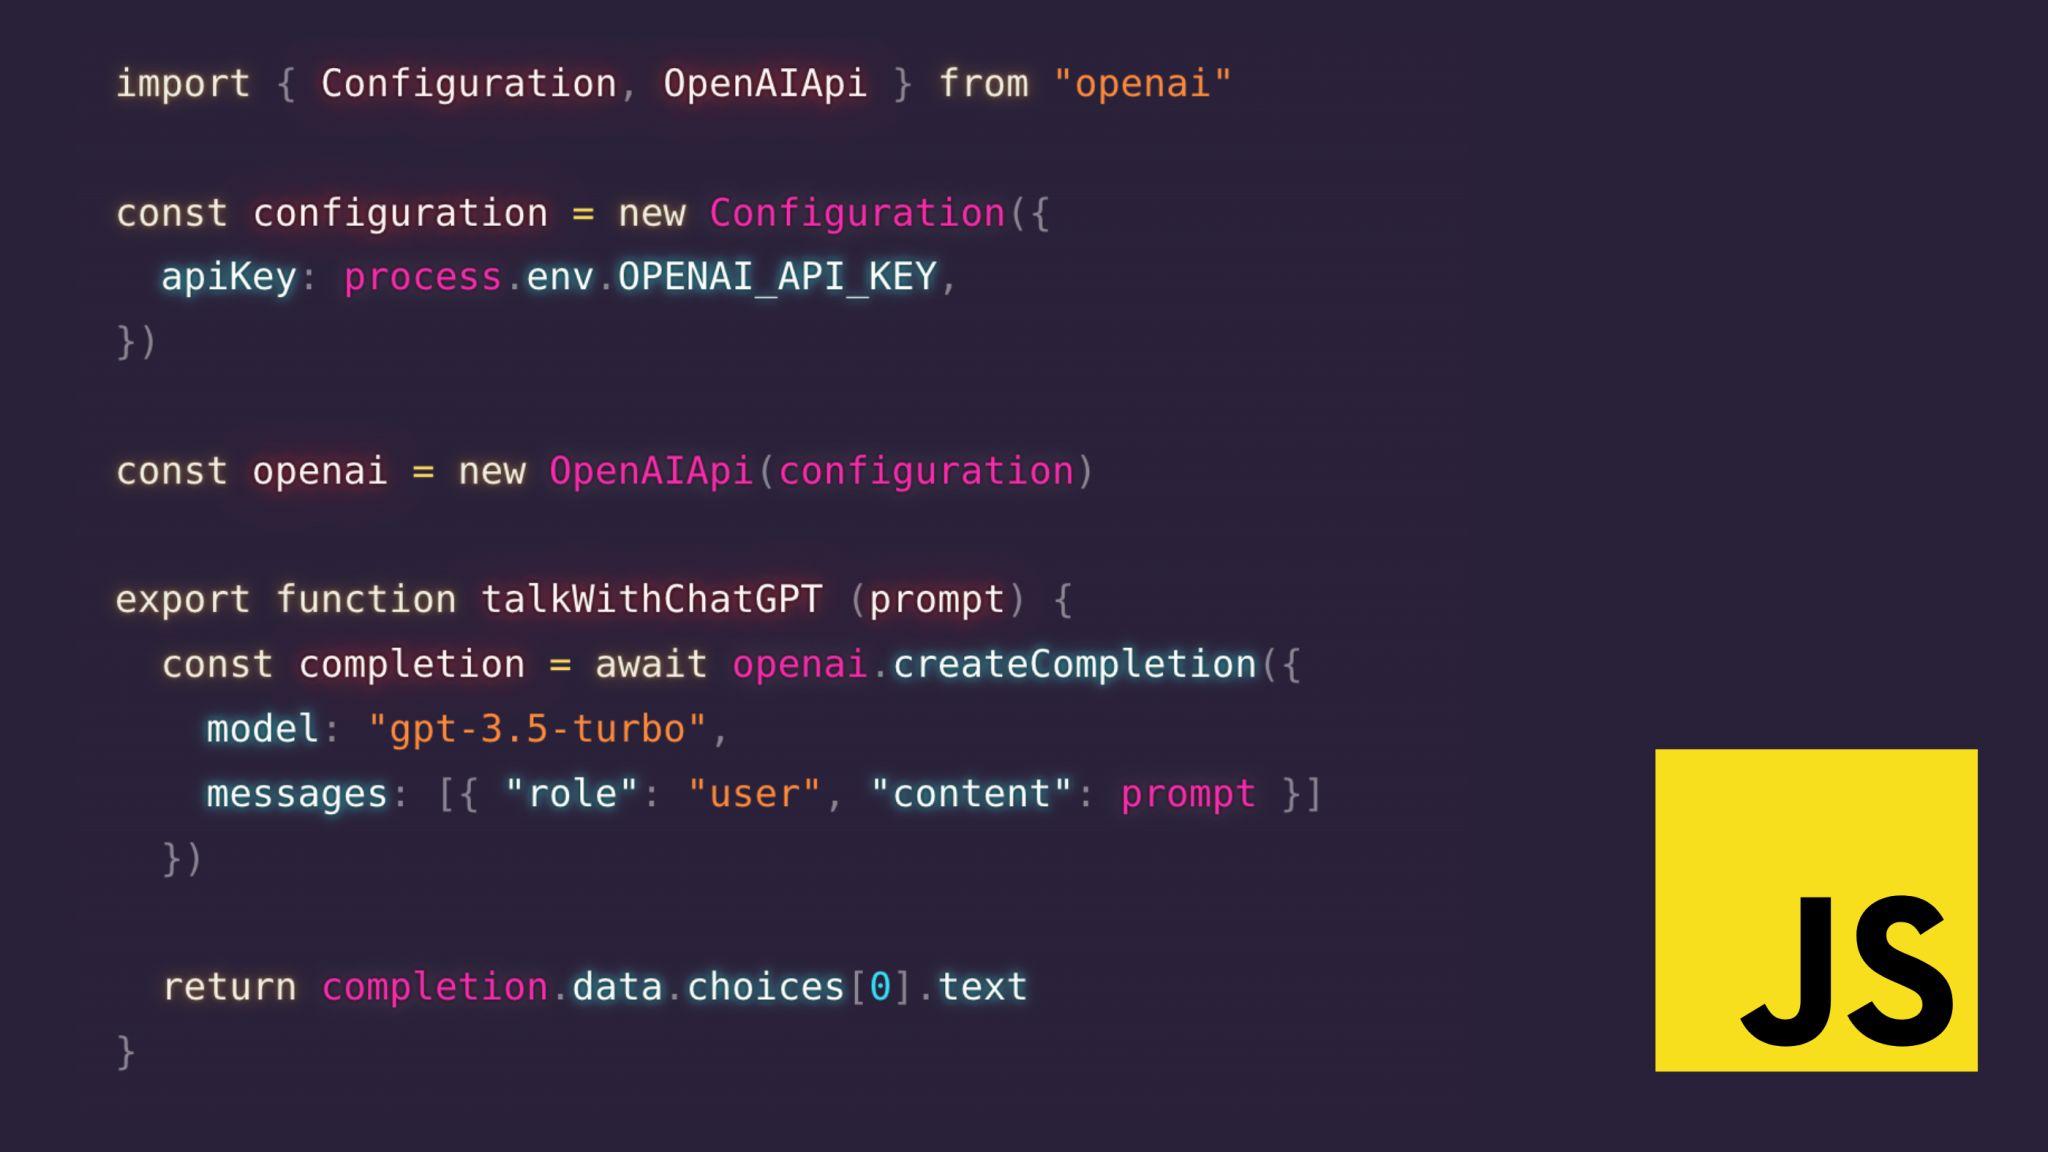 import { Configuration, OpenAIApi } from "openai"
const configuration = new Configuration({
  apiKey: process.env.OPENAI_API_KEY,
})
const openai = new OpenAIApi(configuration)
export function talkWithChatGPT (prompt) {
  const completion = await openai.createCompletion({
    model: "gpt-3.5-turbo",
    messages: [{ "role": "user", "content": prompt }]
  })
  return completion.data.choices[0].text
}
JS